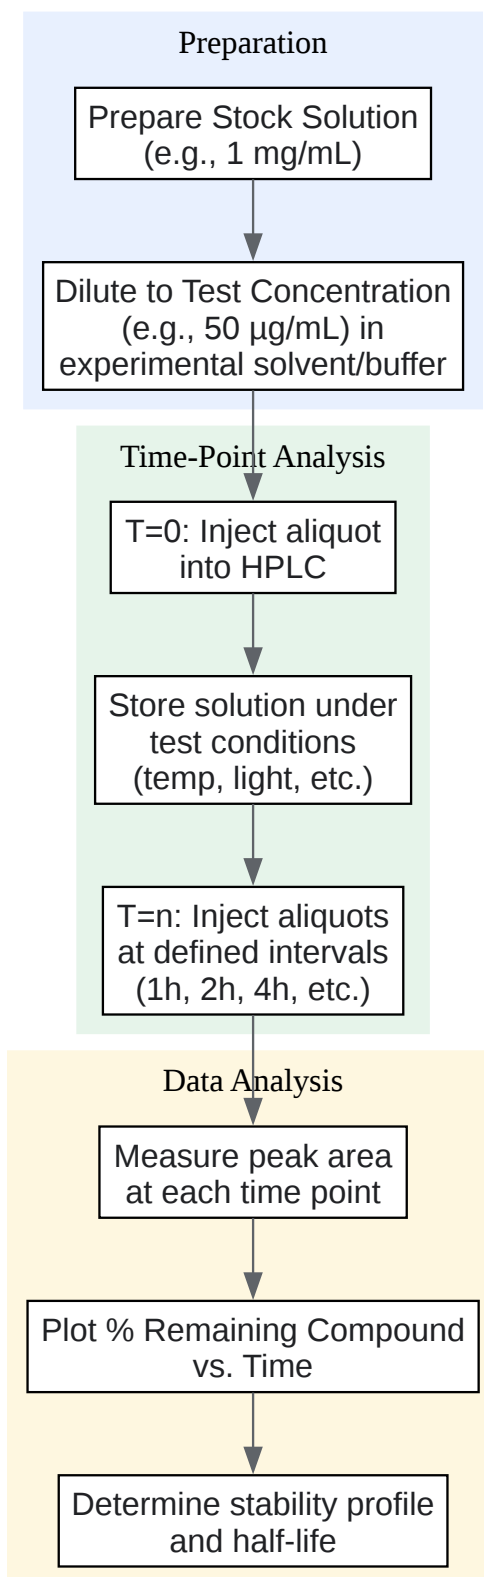 Preparation
Prepare Stock Solution
(e.g., 1 mg/mL)
Dilute to Test Concentration
(e.g., 50 µg/mL) in
experimental solvent/buffer
Time-Point Analysis
T=0: Inject aliquot
into HPLC
Store solution under
test conditions
(temp, light, etc.)
T=n: Inject aliquots
at defined intervals
(1h, 2h, 4h, etc.)
Data Analysis
Measure peak area
at each time point
Plot % Remaining Compound
vs. Time
Determine stability profile
and half-life